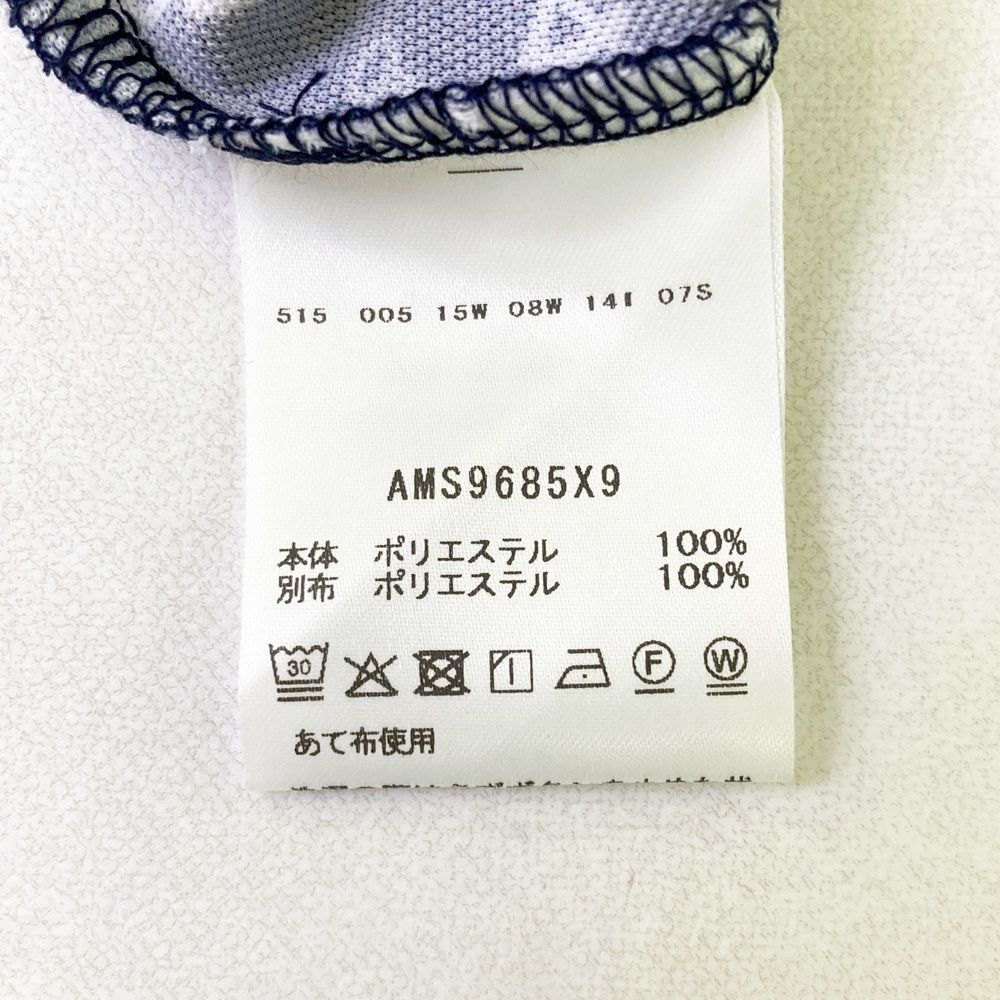 515 005 15W 08W 14I 07S
AMS9685X9
本体 ポリエステル 100%
別布 ポリエステル 100%
30 F W
あて布使用